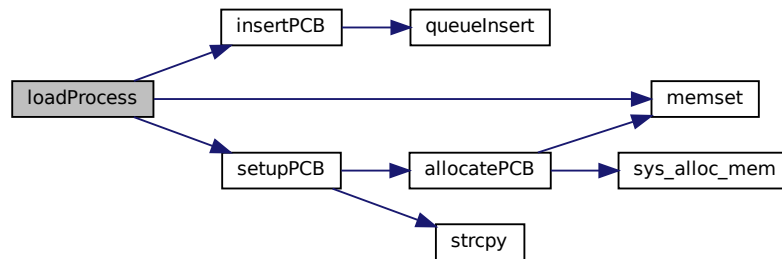 insertPCB
queueInsert
loadProcess
memset
setupPCB
allocatePCB
sys_alloc_mem
strcpy